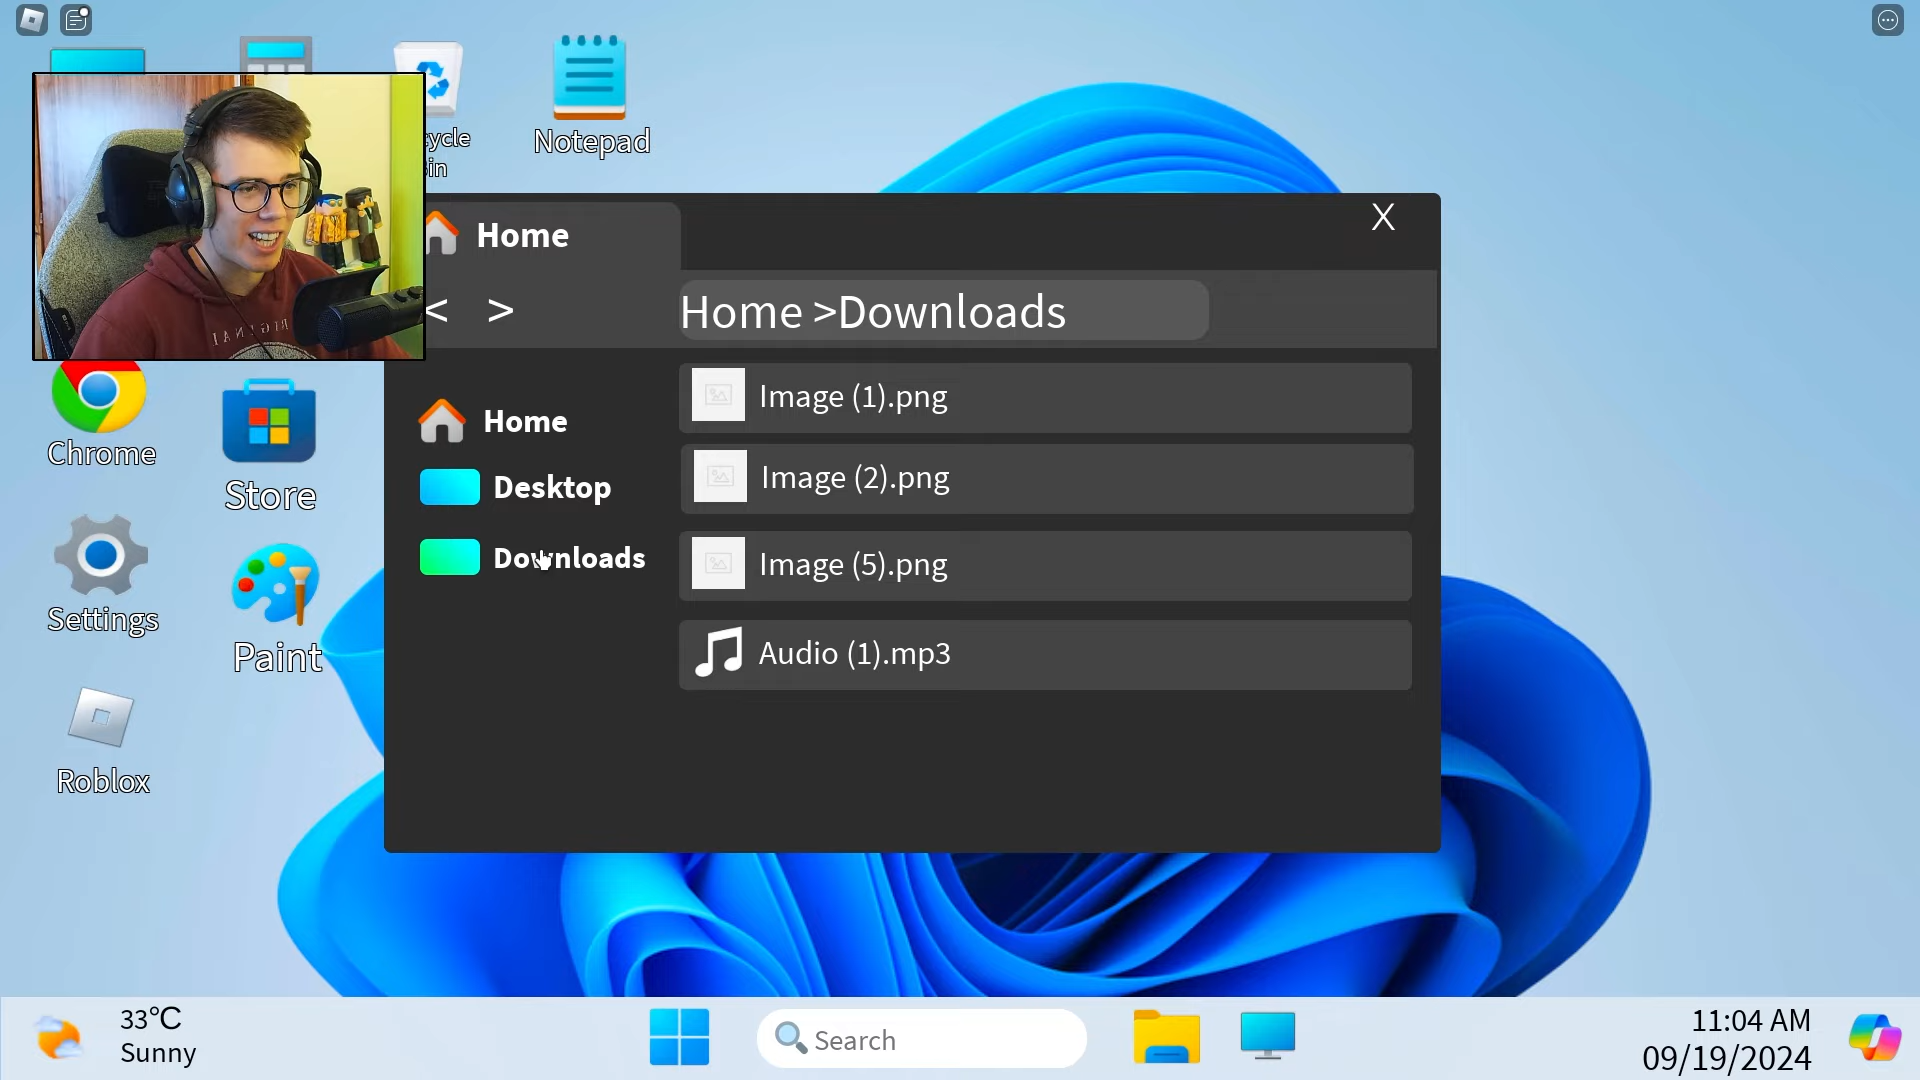 Notepad
cycle
in
Home
X
< >
Home >Downloads
Image (1).png
Home
Image (2).png
Desktop
Image (5).png
Downloads
Audio (1).mp3
Chrome
Store
Settings
Paint
Roblox
33°C
Sunny
Search
11:04 AM
09/19/2024